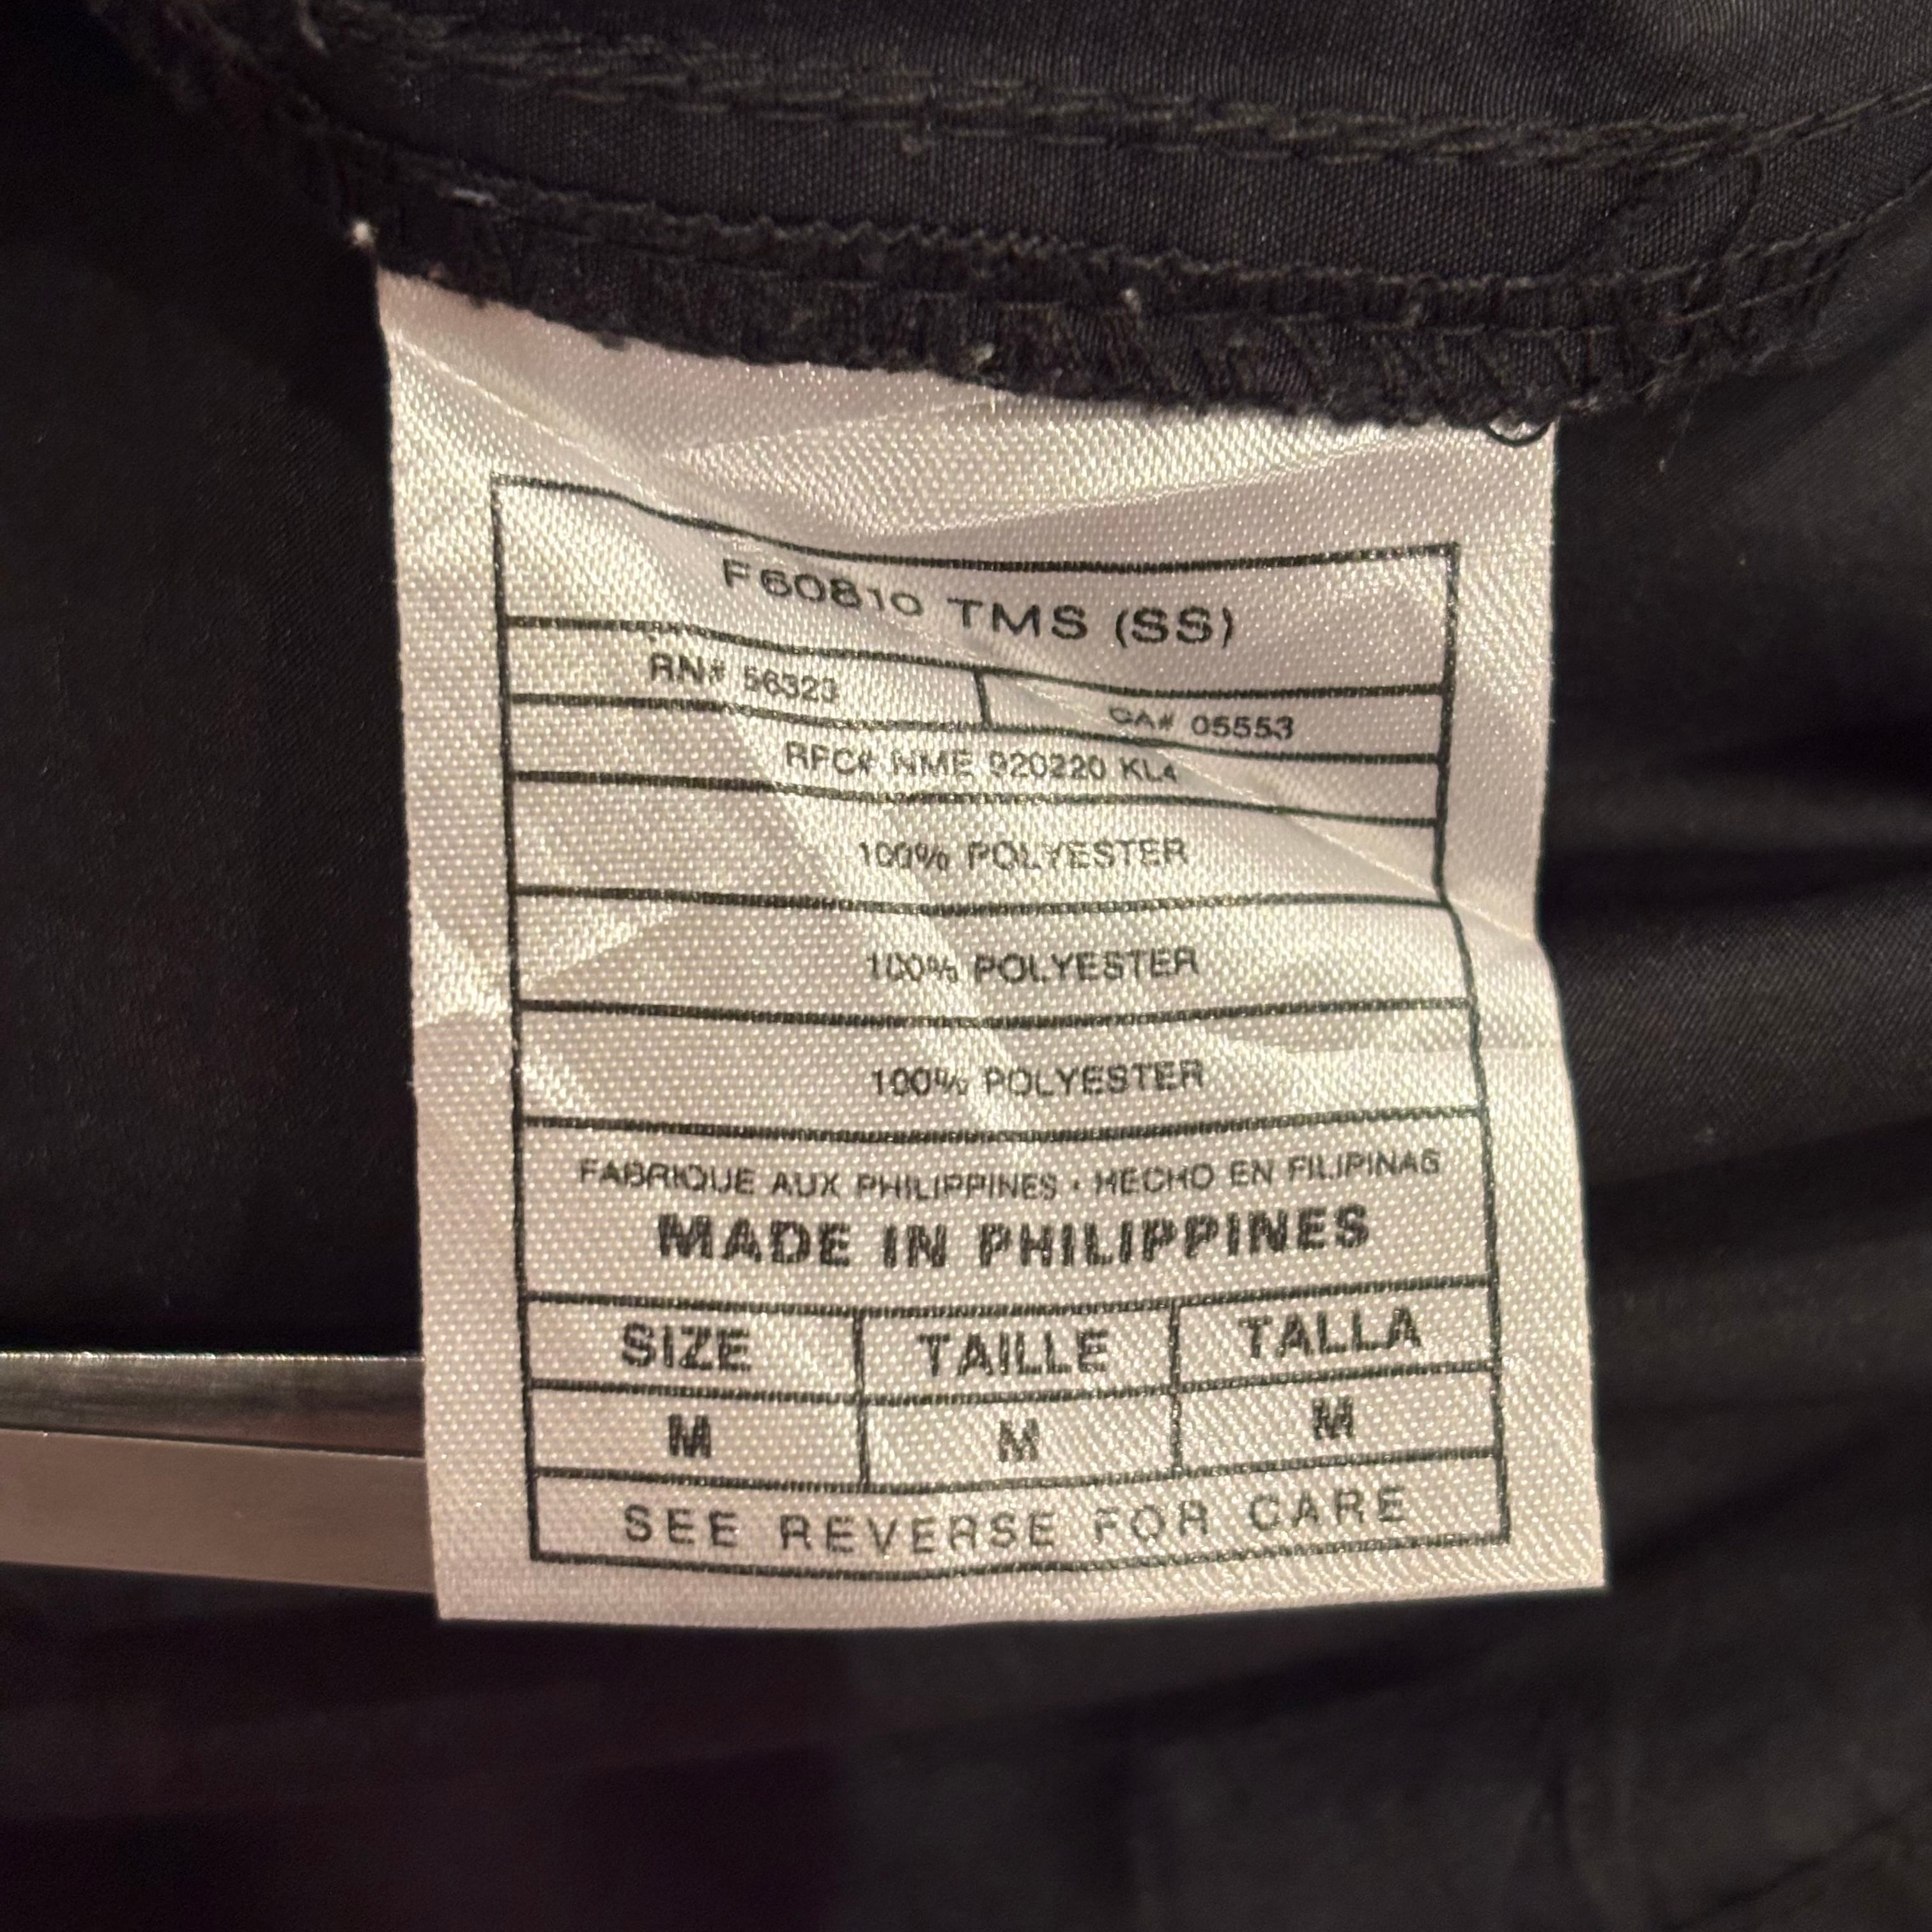 F60810 TMS (SS)
RN# 56323
CA# 05553
RFC# NME 920220 KL4
100% POLYESTER
100% POLYESTER
100% POLYESTER
FABRIQUE AUX PHILIPPINES • HECHO EN FILIPINAS
MADE IN PHILIPPINES
SIZE TAILLE TALLA
M M M
SEE REVERSE FOR CARE